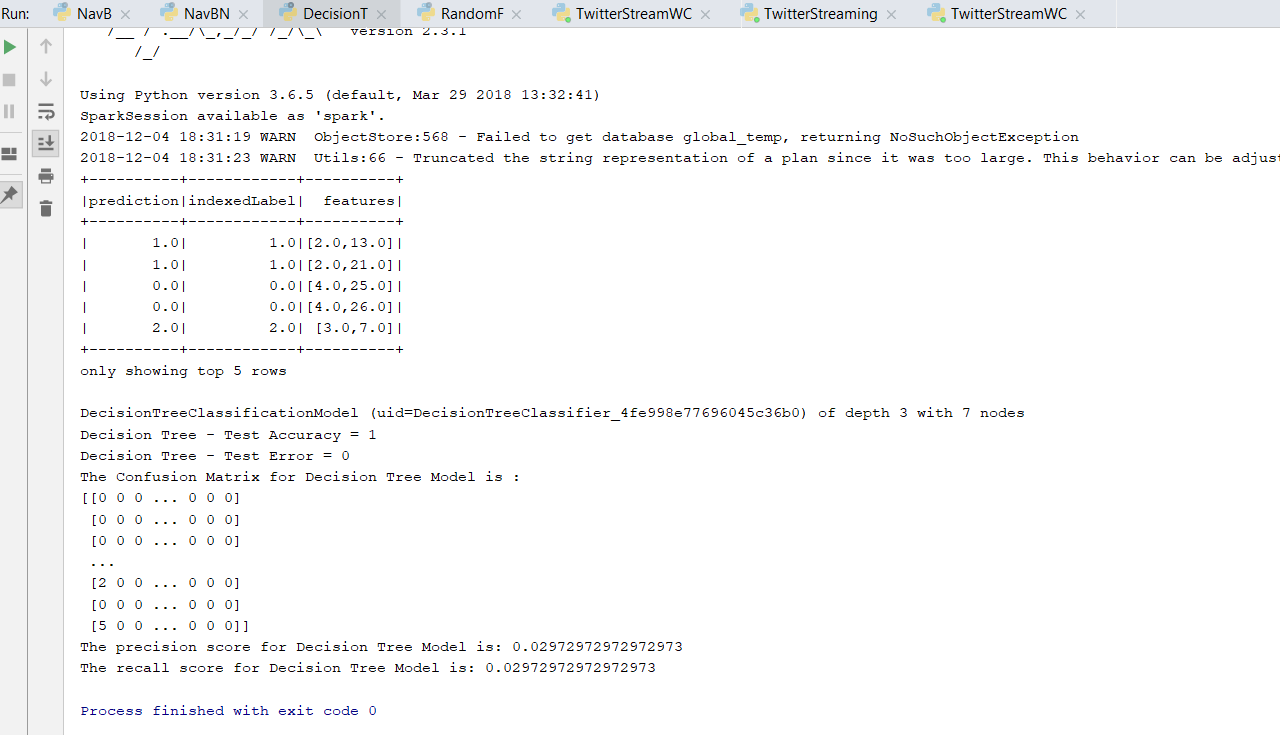 Run: NavB NavBN DecisionT RandomF TwitterStreamWC TwitterStreaming TwitterStreamWC
/__ / .__/\_,_/_/ /_/\_\   version 2.3.1
      /_/
Using Python version 3.6.5 (default, Mar 29 2018 13:32:41)
SparkSession available as 'spark'.
2018-12-04 18:31:19 WARN  ObjectStore:568 - Failed to get database global_temp, returning NoSuchObjectException
2018-12-04 18:31:23 WARN  Utils:66 - Truncated the string representation of a plan since it was too large. This behavior can be adjust
+----------+------------+----------+
|prediction|indexedLabel|  features|
+----------+------------+----------+
|       1.0|         1.0|[2.0,13.0]|
|       1.0|         1.0|[2.0,21.0]|
|       0.0|         0.0|[4.0,25.0]|
|       0.0|         0.0|[4.0,26.0]|
|       2.0|         2.0| [3.0,7.0]|
+----------+------------+----------+
only showing top 5 rows
DecisionTreeClassificationModel (uid=DecisionTreeClassifier_4fe998e77696045c36b0) of depth 3 with 7 nodes
Decision Tree - Test Accuracy = 1
Decision Tree - Test Error = 0
The Confusion Matrix for Decision Tree Model is :
[[0 0 0 ... 0 0 0]
 [0 0 0 ... 0 0 0]
 [0 0 0 ... 0 0 0]
 ...
 [2 0 0 ... 0 0 0]
 [0 0 0 ... 0 0 0]
 [5 0 0 ... 0 0 0]]
The precision score for Decision Tree Model is: 0.02972972972972973
The recall score for Decision Tree Model is: 0.02972972972972973
Process finished with exit code 0